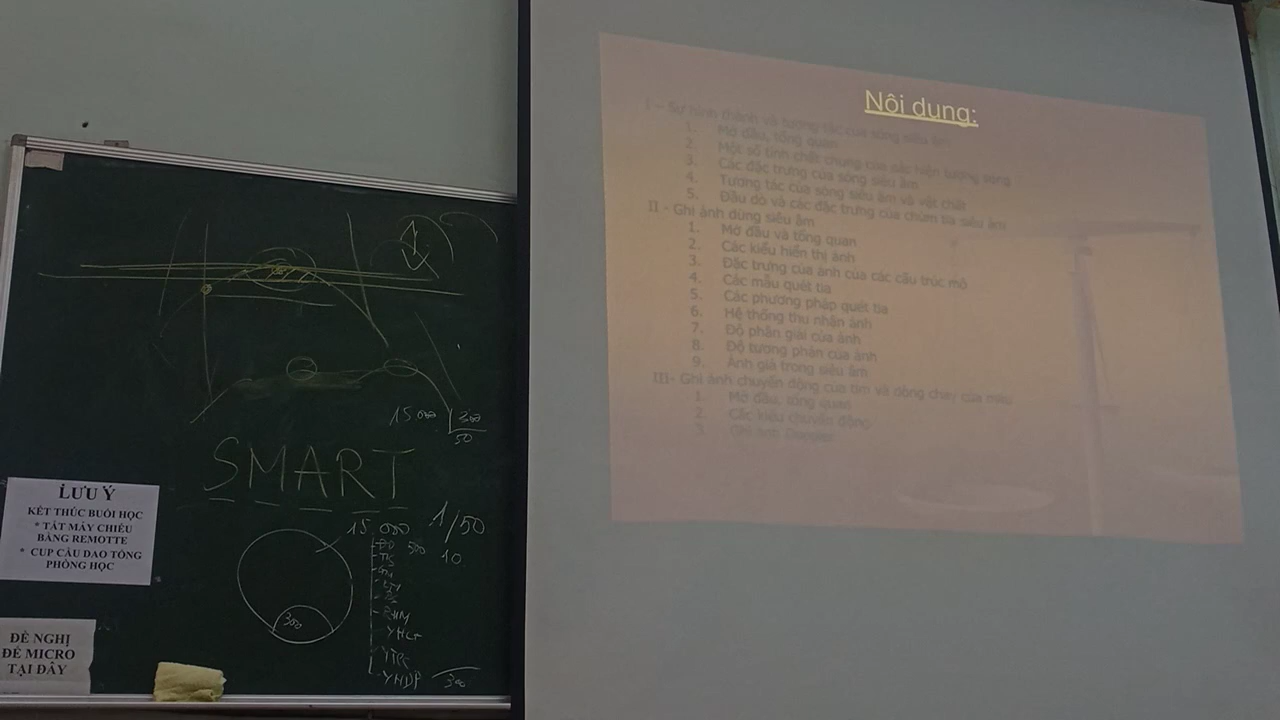 15000 300
50
SMART
15.000 1/50
500 10
300
RHM
YHCT
YTCC
YHDP 300
LƯU Ý
KẾT THÚC BUỔI HỌC
* TẮT MÁY CHIẾU
BẰNG REMOTTE
* CUP CẦU DAO TỔNG
PHÒNG HỌC
ĐỀ NGHỊ
ĐỂ MICRO
TẠI ĐÂY
Nội dung:
I – Sự hình thành và tương tác của sóng siêu âm
1. Mở đầu, tổng quan
2. Một số tính chất chung của các hiện tượng sóng
3. Các đặc trưng của sóng siêu âm
4. Tương tác của sóng siêu âm và vật chất
5. Đầu dò và các đặc trưng của chùm tia siêu âm
II - Ghi ảnh dùng siêu âm
1. Mở đầu và tổng quan
2. Các kiểu hiển thị ảnh
3. Đặc trưng của ảnh của các cấu trúc mô
4. Các mẫu quét tia
5. Các phương pháp quét tia
6. Hệ thống thu nhận ảnh
7. Độ phân giải của ảnh
8. Độ tương phản của ảnh
9. Ảnh giả trong siêu âm
III- Ghi ảnh chuyển động của tim và dòng chảy của máu
1. Mở đầu, tổng quan
2. Các kiểu chuyển động
3. Ghi ảnh Doppler